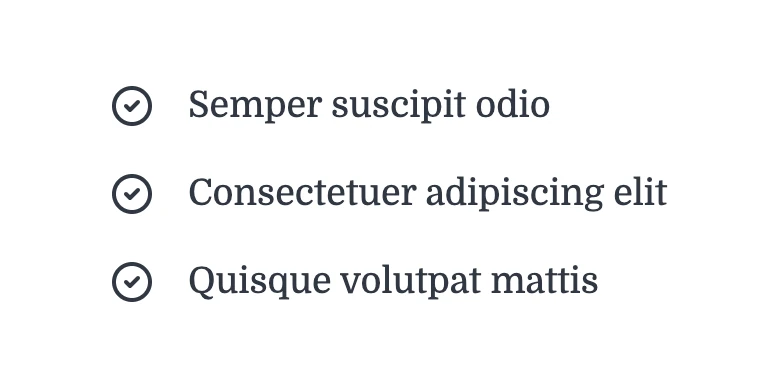 Semper suscipit odio
Consectetuer adipiscing elit
Quisque volutpat mattis